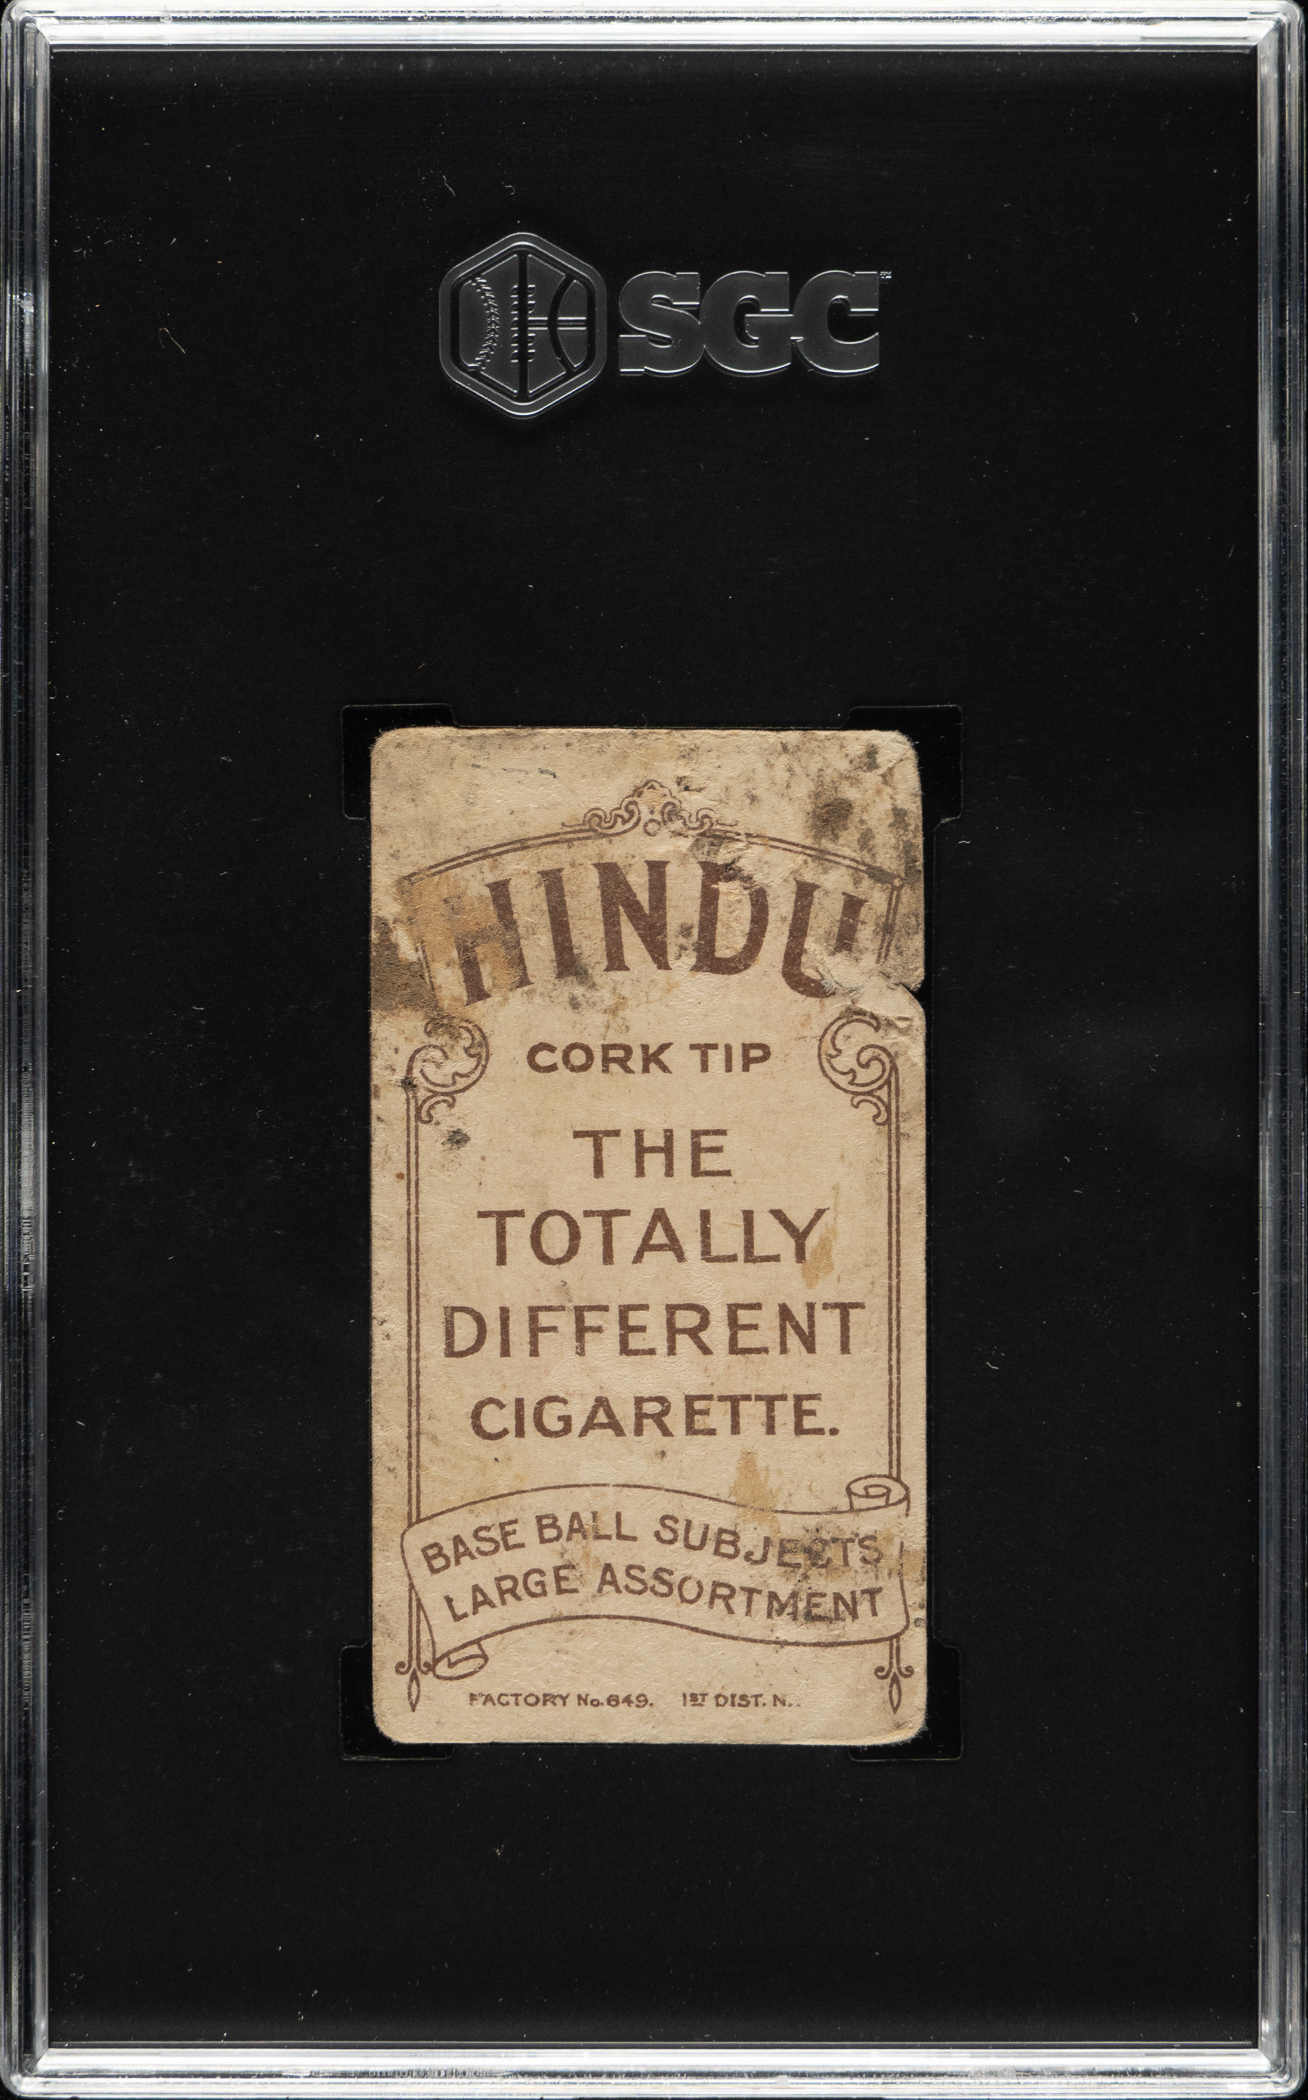 SGC
HINDU
CORK TIP
THE
TOTALLY
DIFFERENT
CIGARETTE.
BASE BALL SUBJECTS
LARGE ASSORTMENT
FACTORY No. 649. 1ST DIST. N..